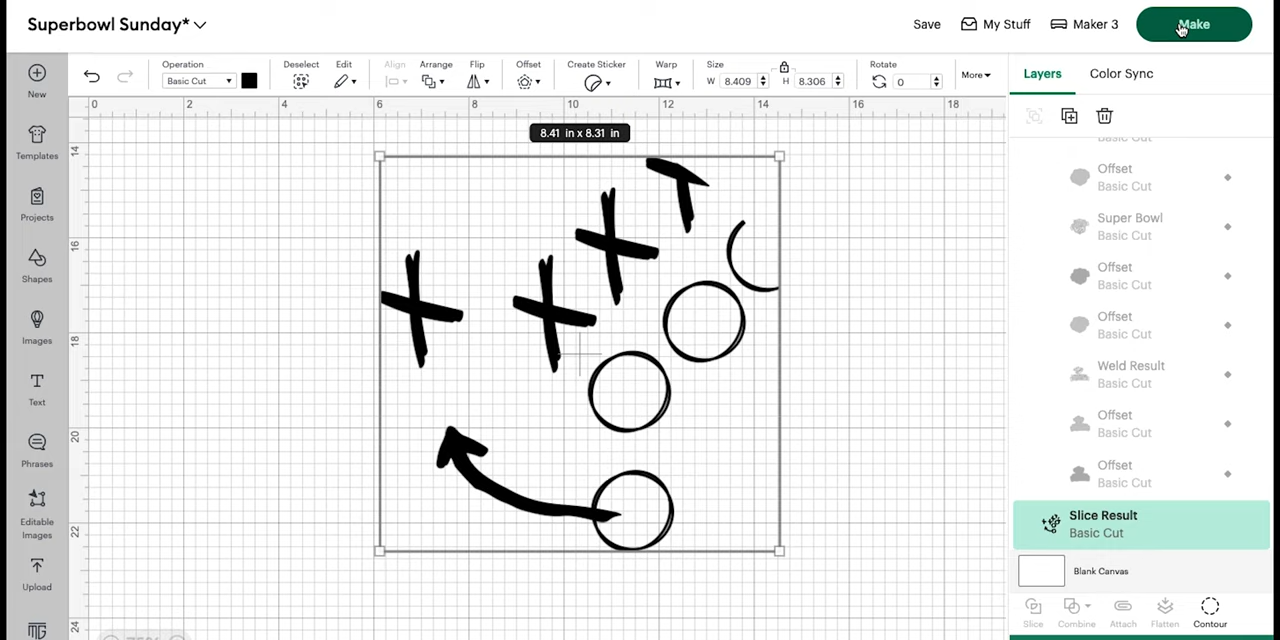 Superbowl Sunday*
Save
My Stuff
Maker 3
Make
Operation
Basic Cut
Deselect
Edit
Align
Arrange
Flip
Offset
Create Sticker
Warp
Size
W 8.409
H 8.306
Rotate
0
More
Layers
Color Sync
New
Templates
Projects
Shapes
Images
Text
Phrases
Editable
Images
Upload
0 2 4 6 8 10 12 14 16 18
14
16
18
20
22
24
8.41 in x 8.31 in
Basic Cut
Offset
Basic Cut
Super Bowl
Basic Cut
Offset
Basic Cut
Offset
Basic Cut
Weld Result
Basic Cut
Offset
Basic Cut
Offset
Basic Cut
Slice Result
Basic Cut
Blank Canvas
Slice
Combine
Attach
Flatten
Contour
75%